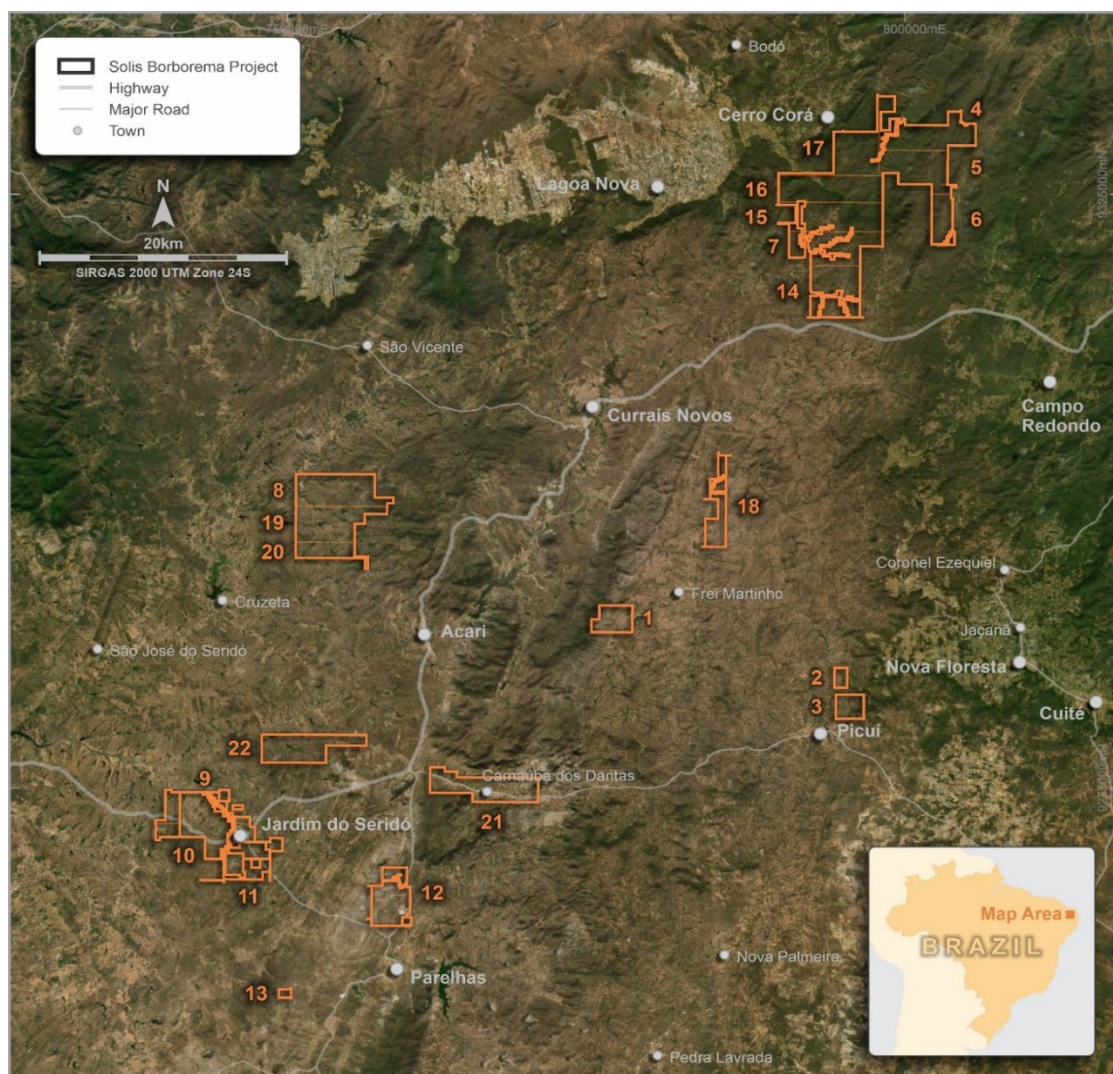 750000mE
800000mE
Solis Borborema Project
Highway
Major Road
Town
Bodó
Cerro Corá
4
17
5
N
Lagoa Nova
16
9325000mN
15
6
20km
7
SIRGAS 2000 UTM Zone 24S
14
São Vicente
Campo
Redondo
Currais Novos
8
18
19
20
Coronel Ezequiel
Cruzeta
Frei Martinho
1
Acari
Jaçanã
São José do Seridó
Nova Floresta
2
3
Cuité
Picuí
22
9
Carnaúba dos Dantas
21
Jardim do Seridó
10
11
12
Map Area
BRAZIL
Nova Palmeira
Parelhas
13
Pedra Lavrada